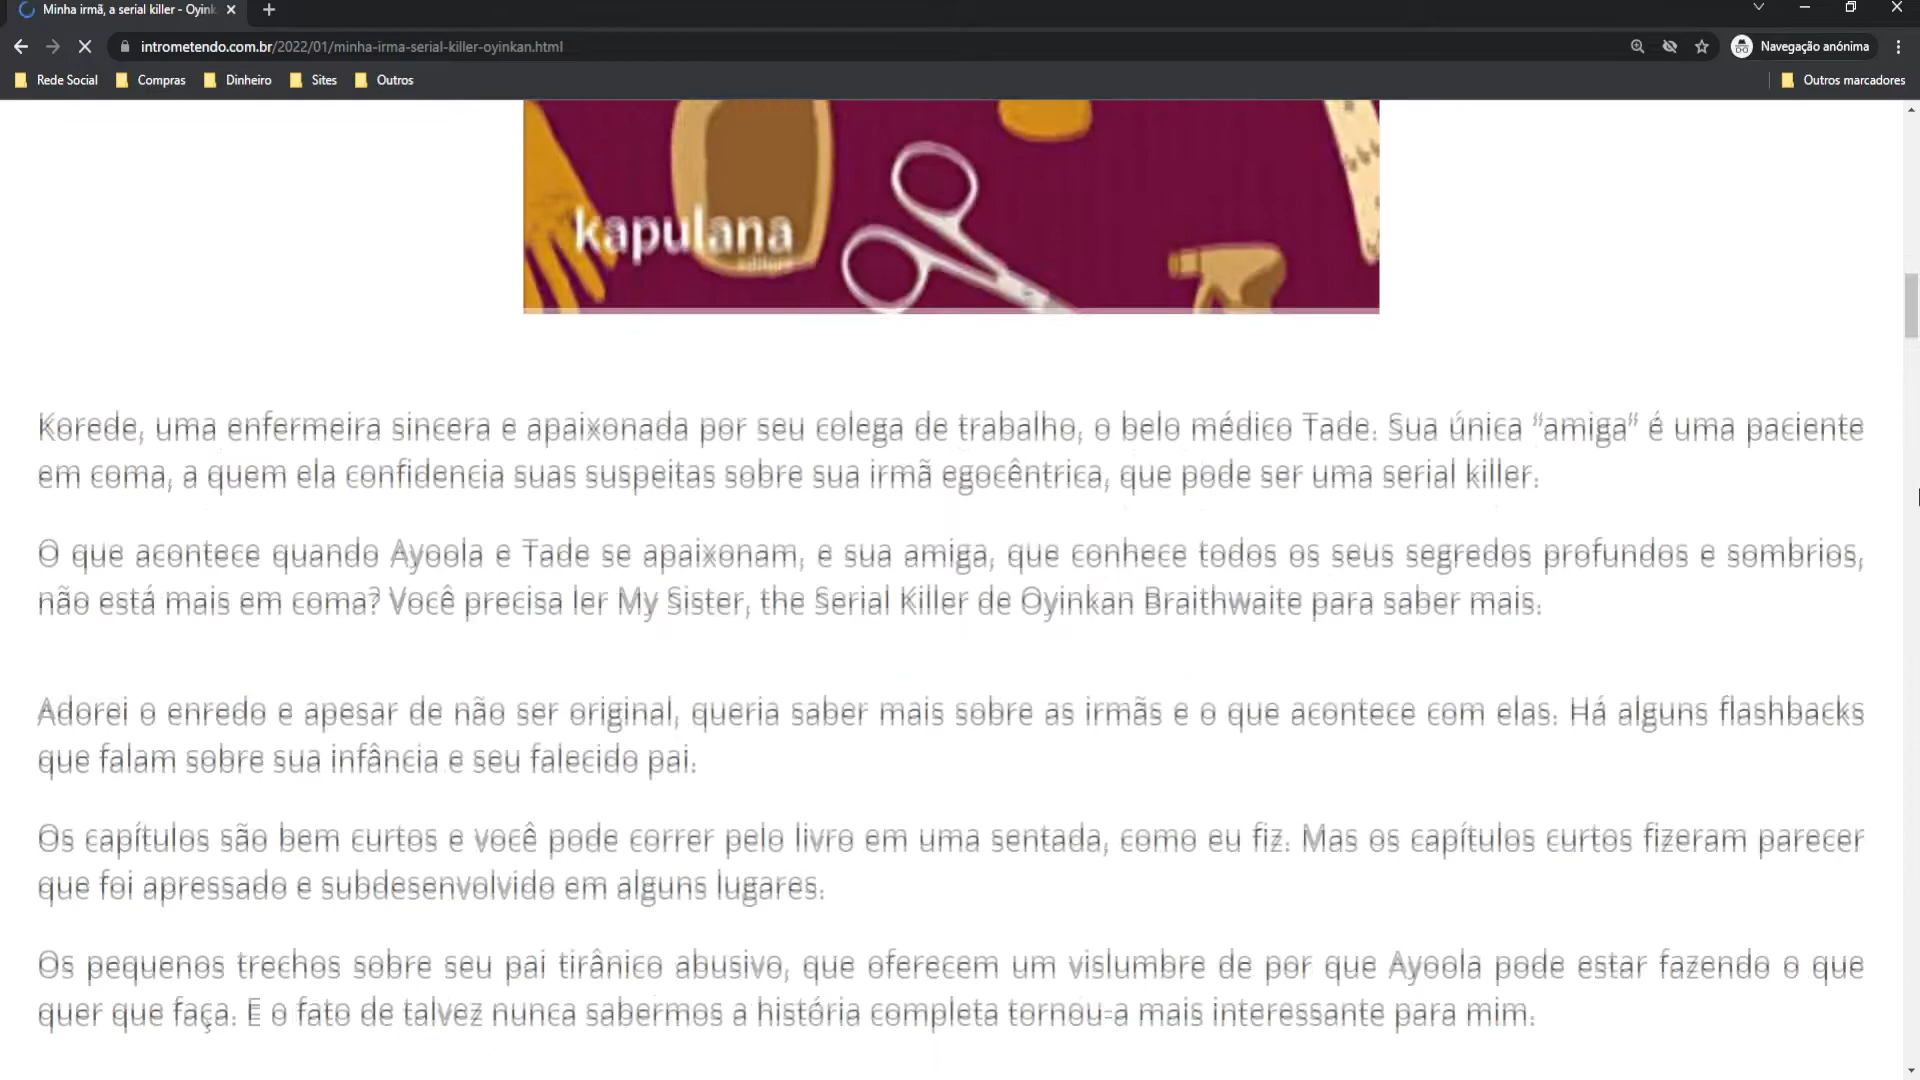 Minha irmã, a serial killer - Oyink
intrometendo.com.br/2022/01/minha-irma-serial-killer-oyinkan.html
Navegação anónima
Rede Social
Compras
Dinheiro
Sites
Outros
Outros marcadores
kapulana
Korede, uma enfermeira sincera e apaixonada por seu colega de trabalho, o belo médico Tade. Sua única "amiga" é uma paciente
em coma, a quem ela confidencia suas suspeitas sobre sua irmã egocêntrica, que pode ser uma serial killer.
O que acontece quando Ayoola e Tade se apaixonam, e sua amiga, que conhece todos os seus segredos profundos e sombrios,
não está mais em coma? Você precisa ler My Sister, the Serial Killer de Oyinkan Braithwaite para saber mais.
Adorei o enredo e apesar de não ser original, queria saber mais sobre as irmãs e o que acontece com elas. Há alguns flashbacks
que falam sobre sua infância e seu falecido pai.
Os capítulos são bem curtos e você pode correr pelo livro em uma sentada, como eu fiz. Mas os capítulos curtos fizeram parecer
que foi apressado e subdesenvolvido em alguns lugares.
Os pequenos trechos sobre seu pai tirânico abusivo, que oferecem um vislumbre de por que Ayoola pode estar fazendo o que
quer que faça. E o fato de talvez nunca sabermos a história completa tornou-a mais interessante para mim.